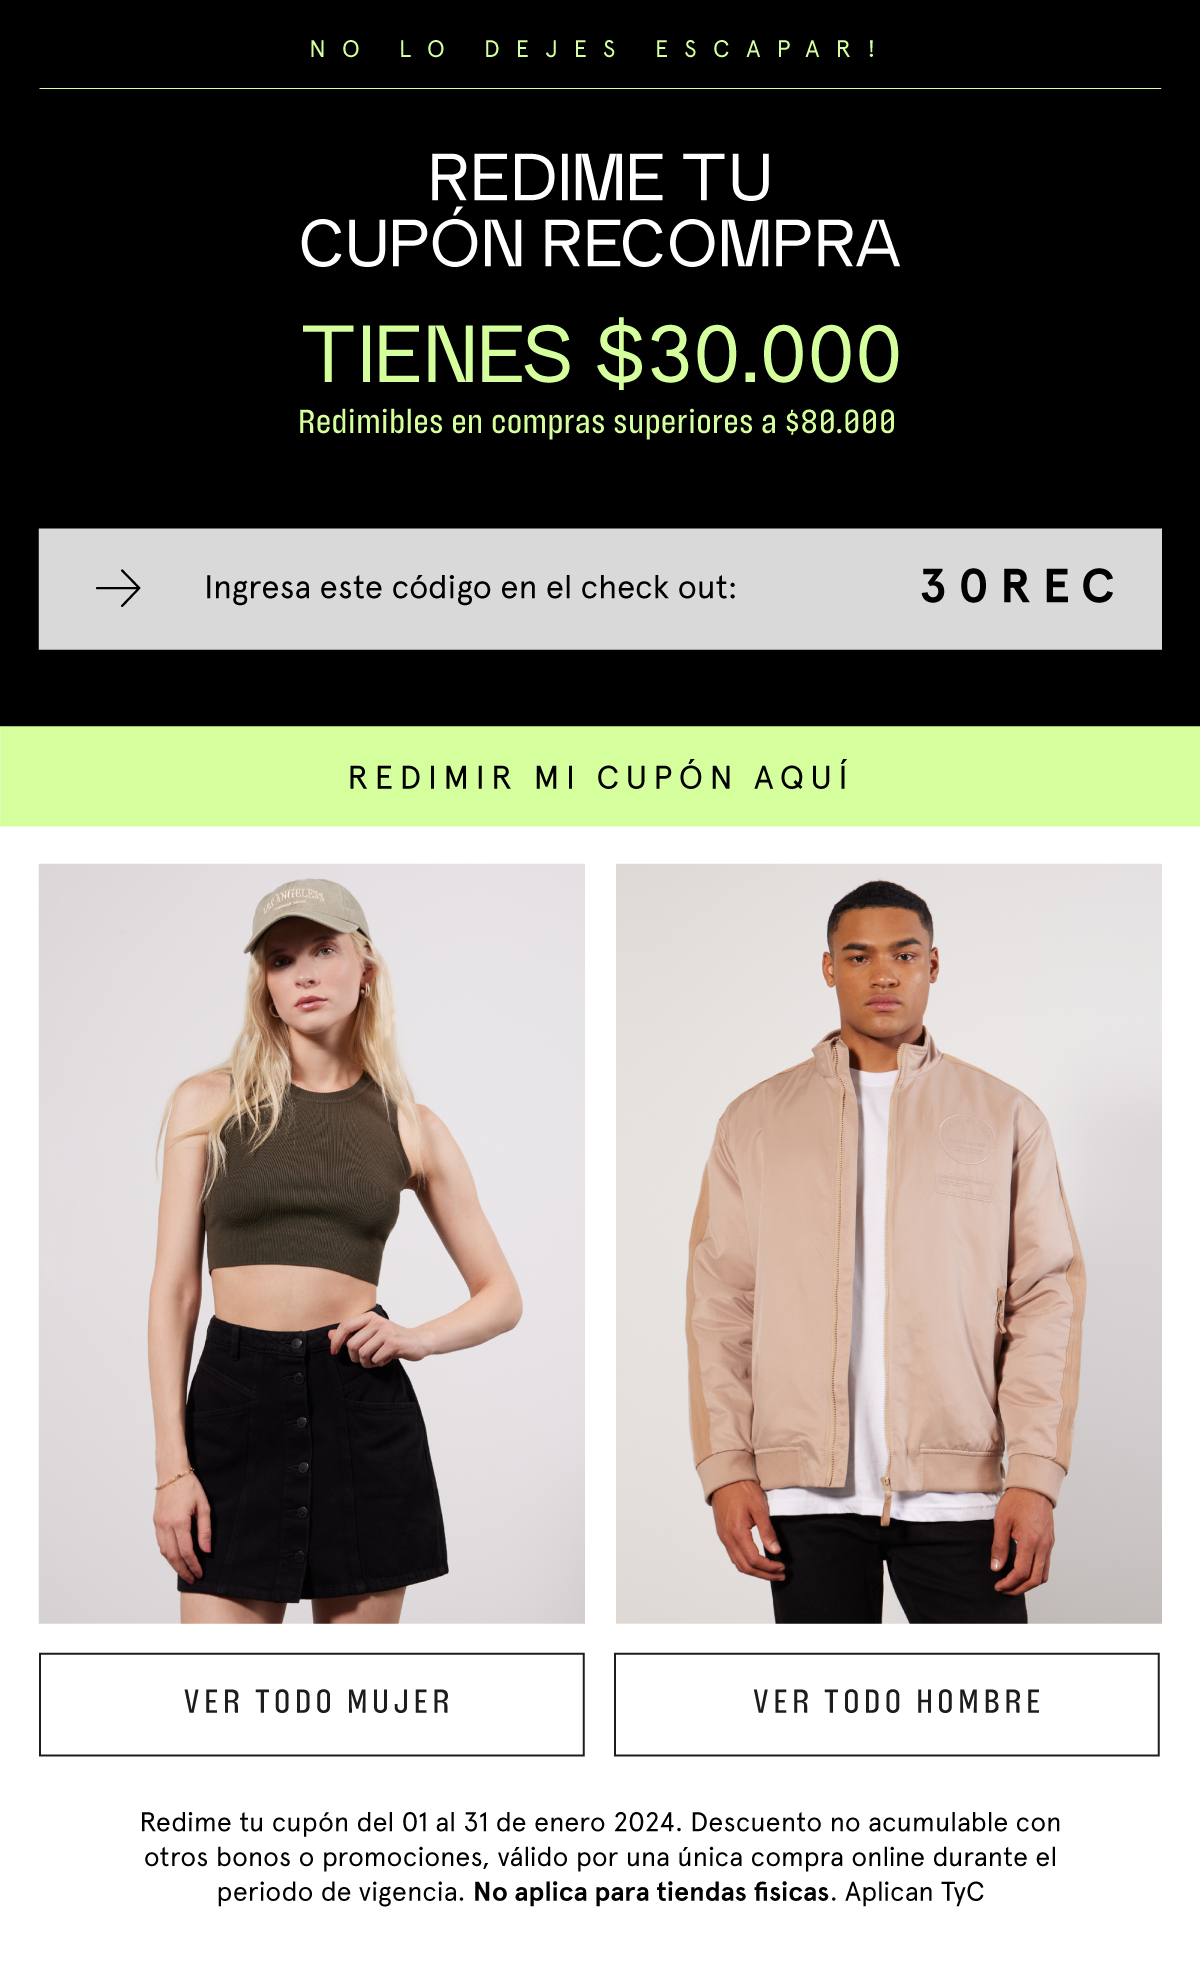 NO LO DEJES ESCAPAR!
REDIME TU
CUPÓN RECOMPRA
TIENES $30.000
Redimibles en compras superiores a $80.000
Ingresa este código en el check out: 30REC
REDIMIR MI CUPÓN AQUÍ
VER TODO MUJER
VER TODO HOMBRE
Redime tu cupón del 01 al 31 de enero 2024. Descuento no acumulable con
otros bonos o promociones, válido por una única compra online durante el
periodo de vigencia. No aplica para tiendas fisicas. Aplican TyC